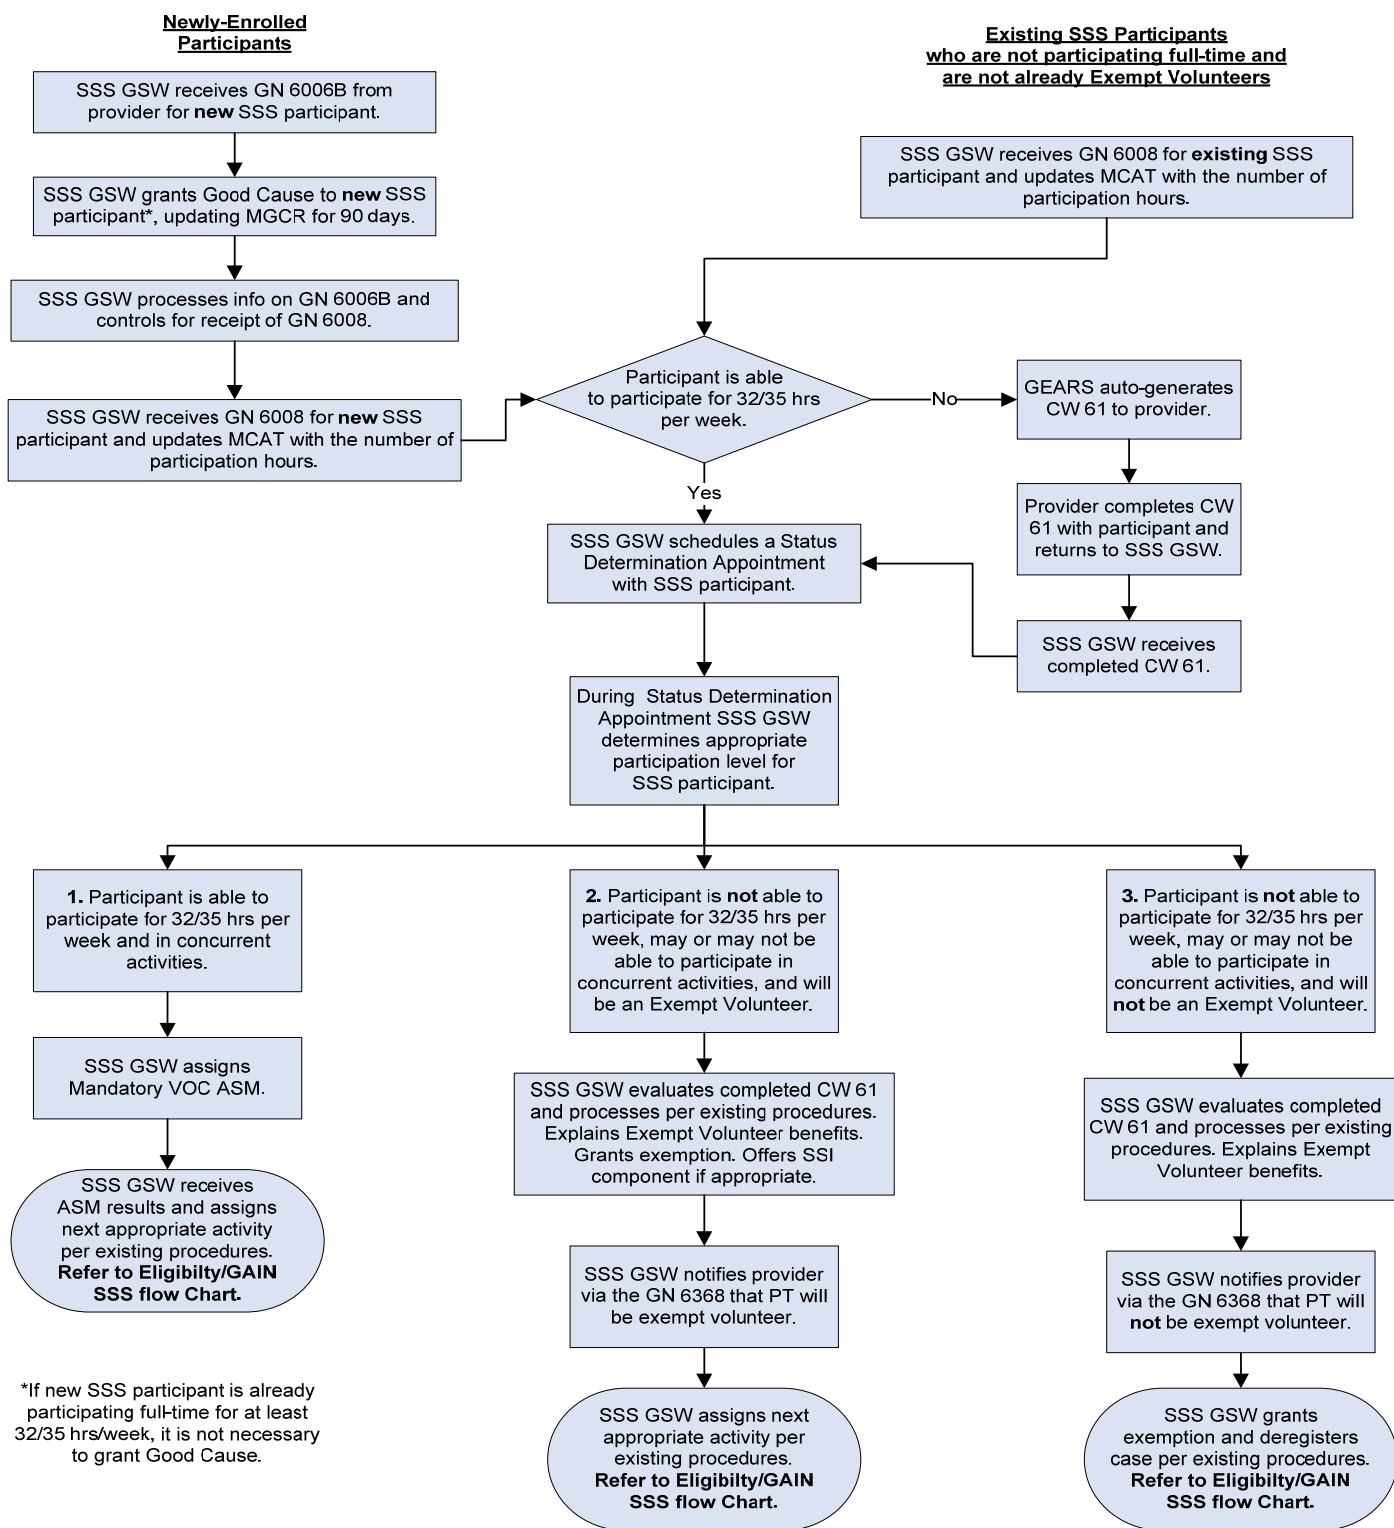 Newly-Enrolled
Participants
SSS GSW receives GN 6006B from
provider for new SSS participant.
SSS GSW grants Good Cause to new SSS
participant*, updating MGCR for 90 days.
SSS GSW processes info on GN 6006B and
controls for receipt of GN 6008.
SSS GSW receives GN 6008 for new SSS
participant and updates MCAT with the number of
participation hours.
Existing SSS Participants
who are not participating full-time and
are not already Exempt Volunteers
SSS GSW receives GN 6008 for existing SSS
participant and updates MCAT with the number of
participation hours.
Participant is able
to participate for 32/35 hrs
per week.
No
GEARS auto-generates
CW 61 to provider.
Provider completes CW
61 with participant and
returns to SSS GSW.
SSS GSW receives
completed CW 61.
Yes
SSS GSW schedules a Status
Determination Appointment
with SSS participant.
During Status Determination
Appointment SSS GSW
determines appropriate
participation level for
SSS participant.
1. Participant is able to
participate for 32/35 hrs per
week and in concurrent
activities.
SSS GSW assigns
Mandatory VOC ASM.
SSS GSW receives
ASM results and assigns
next appropriate activity
per existing procedures.
Refer to Eligibilty/GAIN
SSS flow Chart.
2. Participant is not able to
participate for 32/35 hrs per
week, may or may not be
able to participate in
concurrent activities, and will
be an Exempt Volunteer.
SSS GSW evaluates completed CW 61
and processes per existing procedures.
Explains Exempt Volunteer benefits.
Grants exemption. Offers SSI
component if appropriate.
SSS GSW notifies provider
via the GN 6368 that PT will
be exempt volunteer.
SSS GSW assigns next
appropriate activity per
existing procedures.
Refer to Eligibilty/GAIN
SSS flow Chart.
3. Participant is not able to
participate for 32/35 hrs per
week, may or may not be
able to participate in
concurrent activities, and will
not be an Exempt Volunteer.
SSS GSW evaluates completed
CW 61 and processes per existing
procedures. Explains Exempt
Volunteer benefits.
SSS GSW notifies provider
via the GN 6368 that PT will
not be exempt volunteer.
SSS GSW grants
exemption and deregisters
case per existing procedures.
Refer to Eligibilty/GAIN
SSS flow Chart.
*If new SSS participant is already
participating full-time for at least
32/35 hrs/week, it is not necessary
to grant Good Cause.